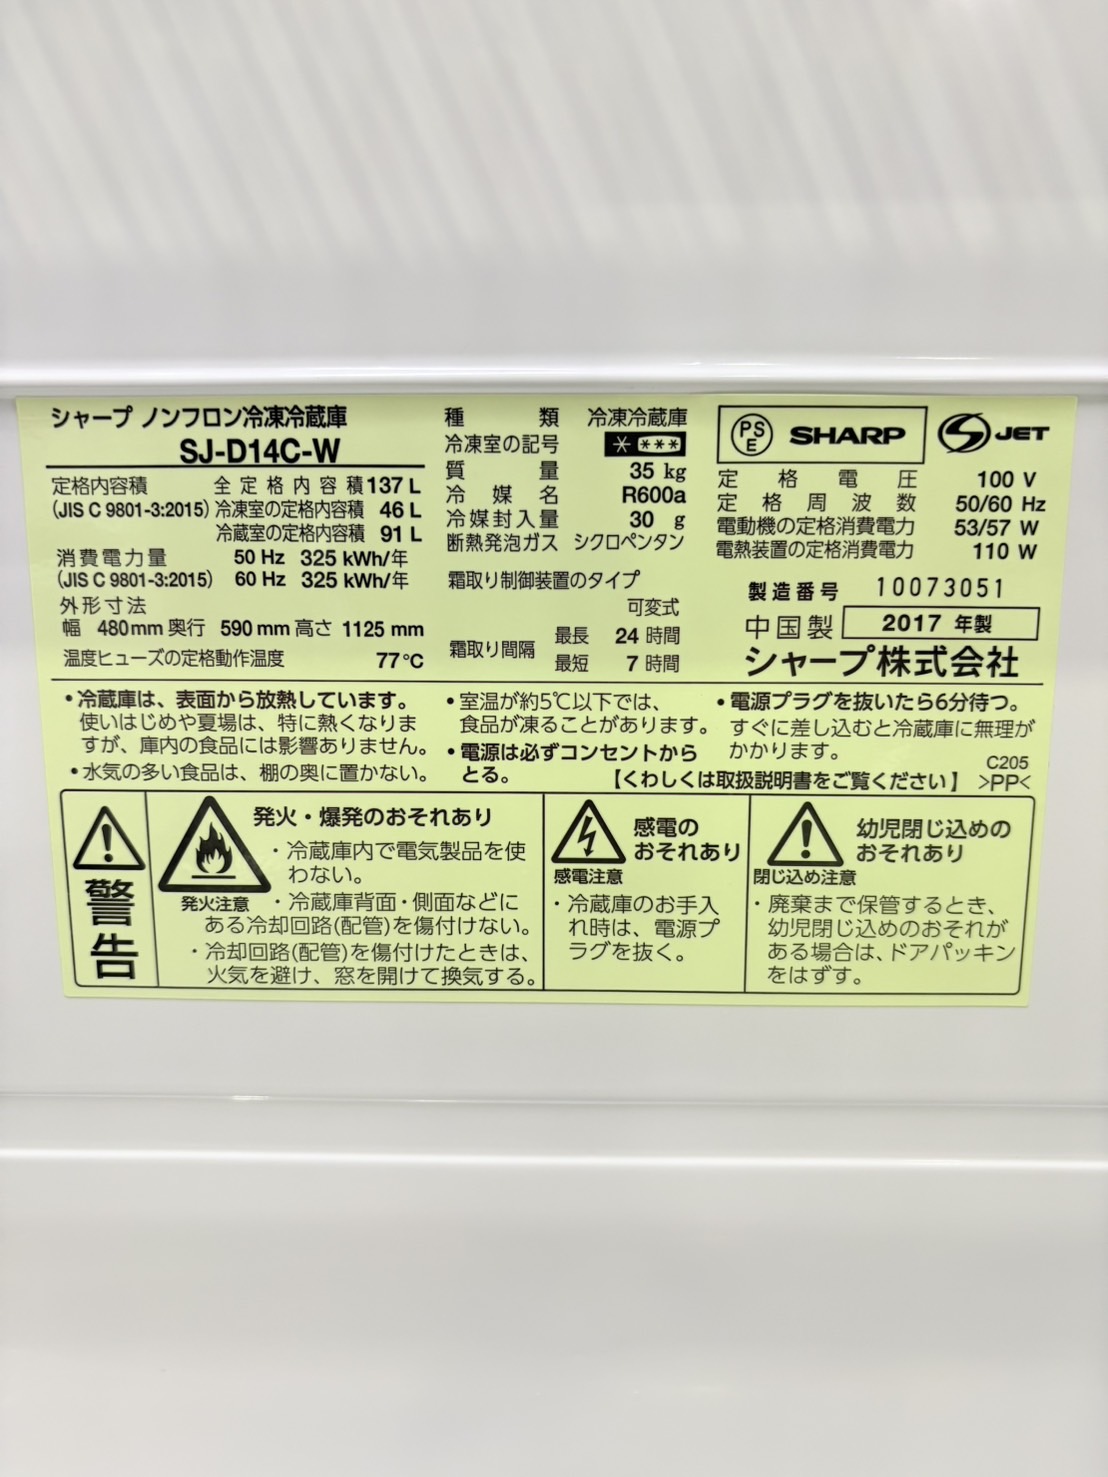 シャープ ノンフロン冷凍冷蔵庫
SJ-D14C-W
定格内容積 全定格内容積 137 L
(JIS C 9801-3:2015) 冷凍室の定格内容積 46 L
冷蔵室の定格内容積 91 L
消費電力量 50 Hz 325 kWh/年
(JIS C 9801-3:2015) 60 Hz 325 kWh/年
外形寸法
幅 480mm 奥行 590mm 高さ 1125 mm
温度ヒューズの定格動作温度 77℃
種類 冷凍冷蔵庫
冷凍室の記号 * ***
質量 35 kg
冷媒名 R600a
冷媒封入量 30 g
断熱発泡ガス シクロペンタン
霜取り制御装置のタイプ
可変式
霜取り間隔 最長 24 時間
最短 7 時間
PSE SHARP S JET
定格電圧 100 V
定格周波数 50/60 Hz
電動機の定格消費電力 53/57 W
電熱装置の定格消費電力 110 W
製造番号 10073051
中国製 2017 年製
シャープ株式会社
・冷蔵庫は、表面から放熱しています。
使いはじめや夏場は、特に熱くなりま
すが、庫内の食品には影響ありません。
・水気の多い食品は、棚の奥に置かない。
・室温が約5℃以下では、
食品が凍ることがあります。
・電源は必ずコンセントから
とる。
・電源プラグを抜いたら6分待つ。
すぐに差し込むと冷蔵庫に無理が
かかります。
C205
【くわしくは取扱説明書をご覧ください】 >PP<
警告
発火・爆発のおそれあり
発火注意
・冷蔵庫内で電気製品を使
わない。
・冷蔵庫背面・側面などに
ある冷却回路(配管)を傷付けない。
・冷却回路(配管)を傷付けたときは、
火気を避け、窓を開けて換気する。
感電の
おそれあり
感電注意
・冷蔵庫のお手入
れ時は、電源プ
ラグを抜く。
幼児閉じ込めの
おそれあり
閉じ込め注意
・廃棄まで保管するとき、
幼児閉じ込めのおそれが
ある場合は、ドアパッキン
をはずす。